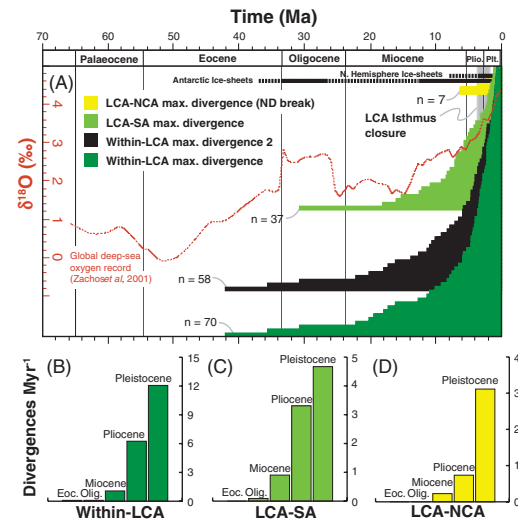 Time (Ma)
70 60 50 40 30 20 10 0
Palaeocene Eocene Oligocene Miocene Plio. Plt.
(A)
N. Hemisphere Ice-sheets
Antarctic Ice-sheets
n = 7
LCA Isthmus
closure
LCA-NCA max. divergence (ND break)
LCA-SA max. divergence
Within-LCA max. divergence 2
Within-LCA max. divergence
δ18O (‰)
4
3
2
1
0
n = 37
Global deep-sea
oxygen record
(Zachoset al, 2001)
n = 58
n = 70
Divergences Myr-1
(B)
Pleistocene
Pliocene
Miocene
Eoc. Olig.
15
12
9
6
3
0
Within-LCA
(C)
Pleistocene
Pliocene
Miocene
Eoc. Olig.
5
4
3
2
1
0
LCA-SA
(D)
Pleistocene
Pliocene
Miocene
Eoc. Olig.
4
3
2
1
0
LCA-NCA